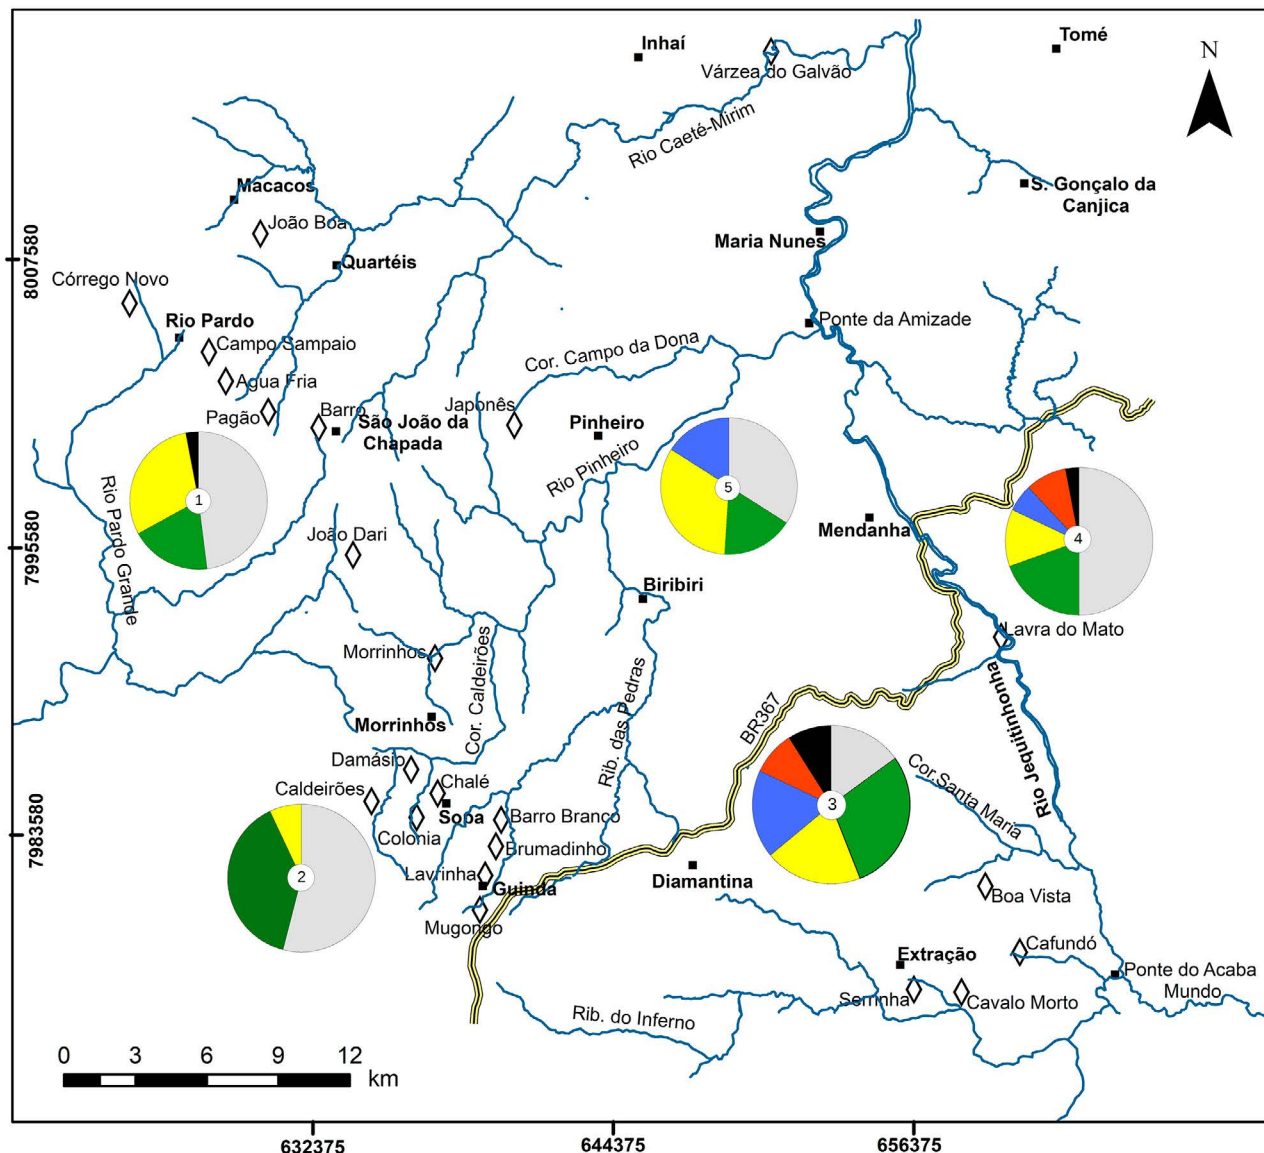 Inhaí
Tomé
N
Várzea do Galvão
Rio Caeté-Mirim
Macacos
S. Gonçalo da
Canjica
João Boa
Maria Nunes
8007580
Quartéis
Córrego Novo
Rio Pardo
Ponte da Amizade
Campo Sampaio
Cor. Campo da Dona
Agua Fria
Pagão
Barro
São João da
Chapada
Japonês
Pinheiro
Rio Pinheiro
1
5
Rio Pardo Grande
Mendanha
4
7995580
João Dari
Biribiri
Lavra do Mato
Morrinhos
Cor. Caldeirões
Rib. das Pedras
Rio Jequitinhonha
Morrinhos
BR367
Damásio
Cor.Santa Maria
Caldeirões
Chalé
Sopa
3
7983580
Colonia
Barro Branco
Brumadinho
2
Lavrinha
Guinda
Diamantina
Boa Vista
Mugongo
Extração
Cafundó
Ponte do Acaba
Mundo
Serrinha
Cavalo Morto
Rib. do Inferno
0 3 6 9 12
km
632375 644375 656375